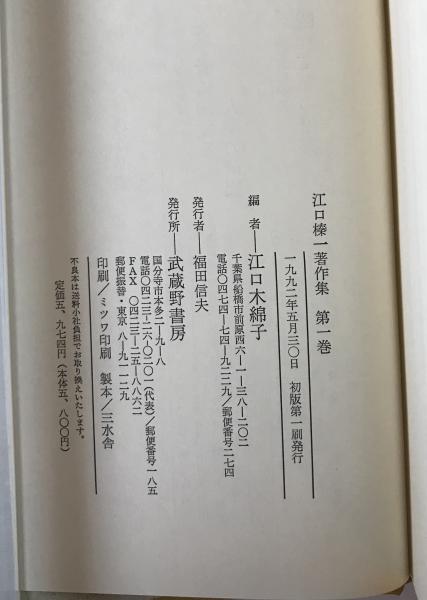 江口榛一著作集　第一巻
一九九二年五月三〇日　初版第一刷発行
編　者──江口木綿子
千葉県船橋市前原西六─一─三八─二〇二
電話〇四七四─七四─九二二九／郵便番号二七四
発行者──福田信夫
発行所──武蔵野書房
国分寺市本多二─九─八
電話〇四二三─二六─〇三〇一(代表)／郵便番号一八五
FAX　〇四二三─二五─八八六二
郵便振替・東京　八─九一一二九
印刷／ミツワ印刷　製本／三水舎
不良本は送料小社負担でお取り換えいたします。
定価五、九七四円（本体五、八〇〇円）